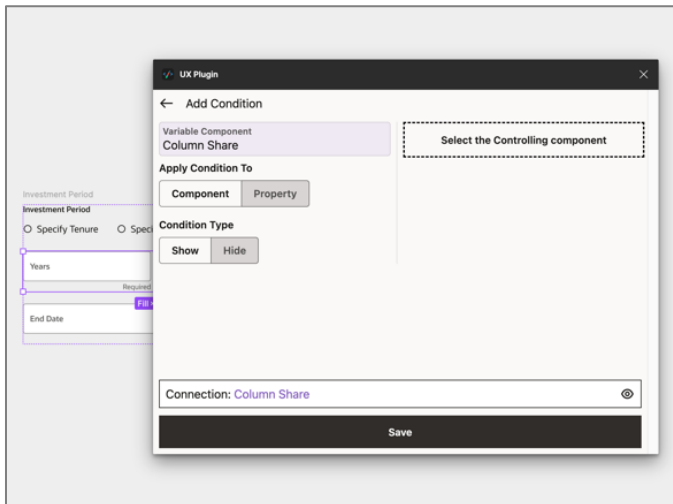 UX Plugin
Add Condition
Variable Component
Column Share
Select the Controlling component
Apply Condition To
Component Property
Condition Type
Show Hide
Investment Period
Investment Period
Specify Tenure Speci
Years
Required
Fill
End Date
Connection: Column Share
Save